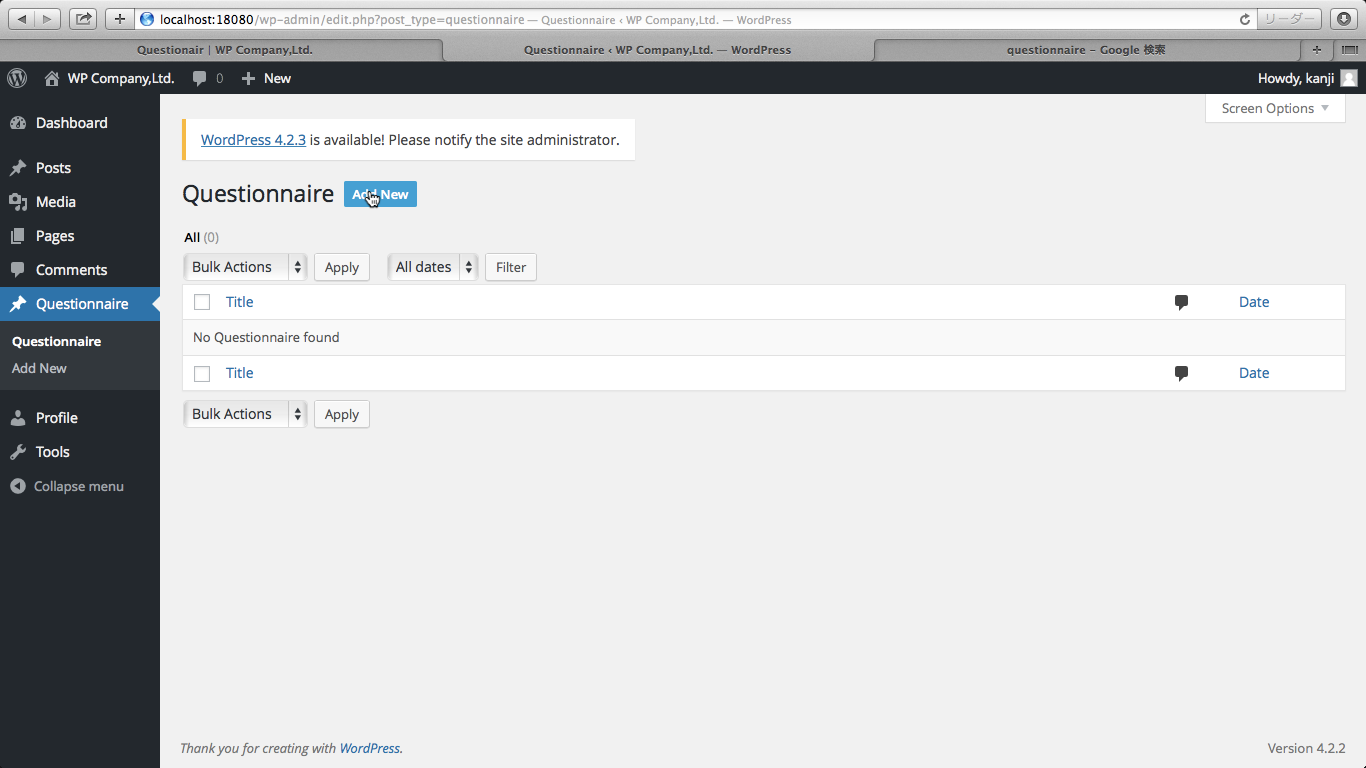 localhost:18080/wp-admin/edit.php?post_type=questionnaire — Questionnaire ‹ WP Company,Ltd. — WordPress
リーダー
Questionair | WP Company,Ltd.
Questionnaire ‹ WP Company,Ltd. — WordPress
questionnaire – Google 検索
WP Company,Ltd.
0
New
Howdy, kanji
Screen Options
Dashboard
Posts
Media
Pages
Comments
Questionnaire
Questionnaire
Add New
Profile
Tools
Collapse menu
WordPress 4.2.3 is available! Please notify the site administrator.
Questionnaire
Add New
All (0)
Bulk Actions
Apply
All dates
Filter
Title
Date
No Questionnaire found
Title
Date
Bulk Actions
Apply
Thank you for creating with WordPress.
Version 4.2.2